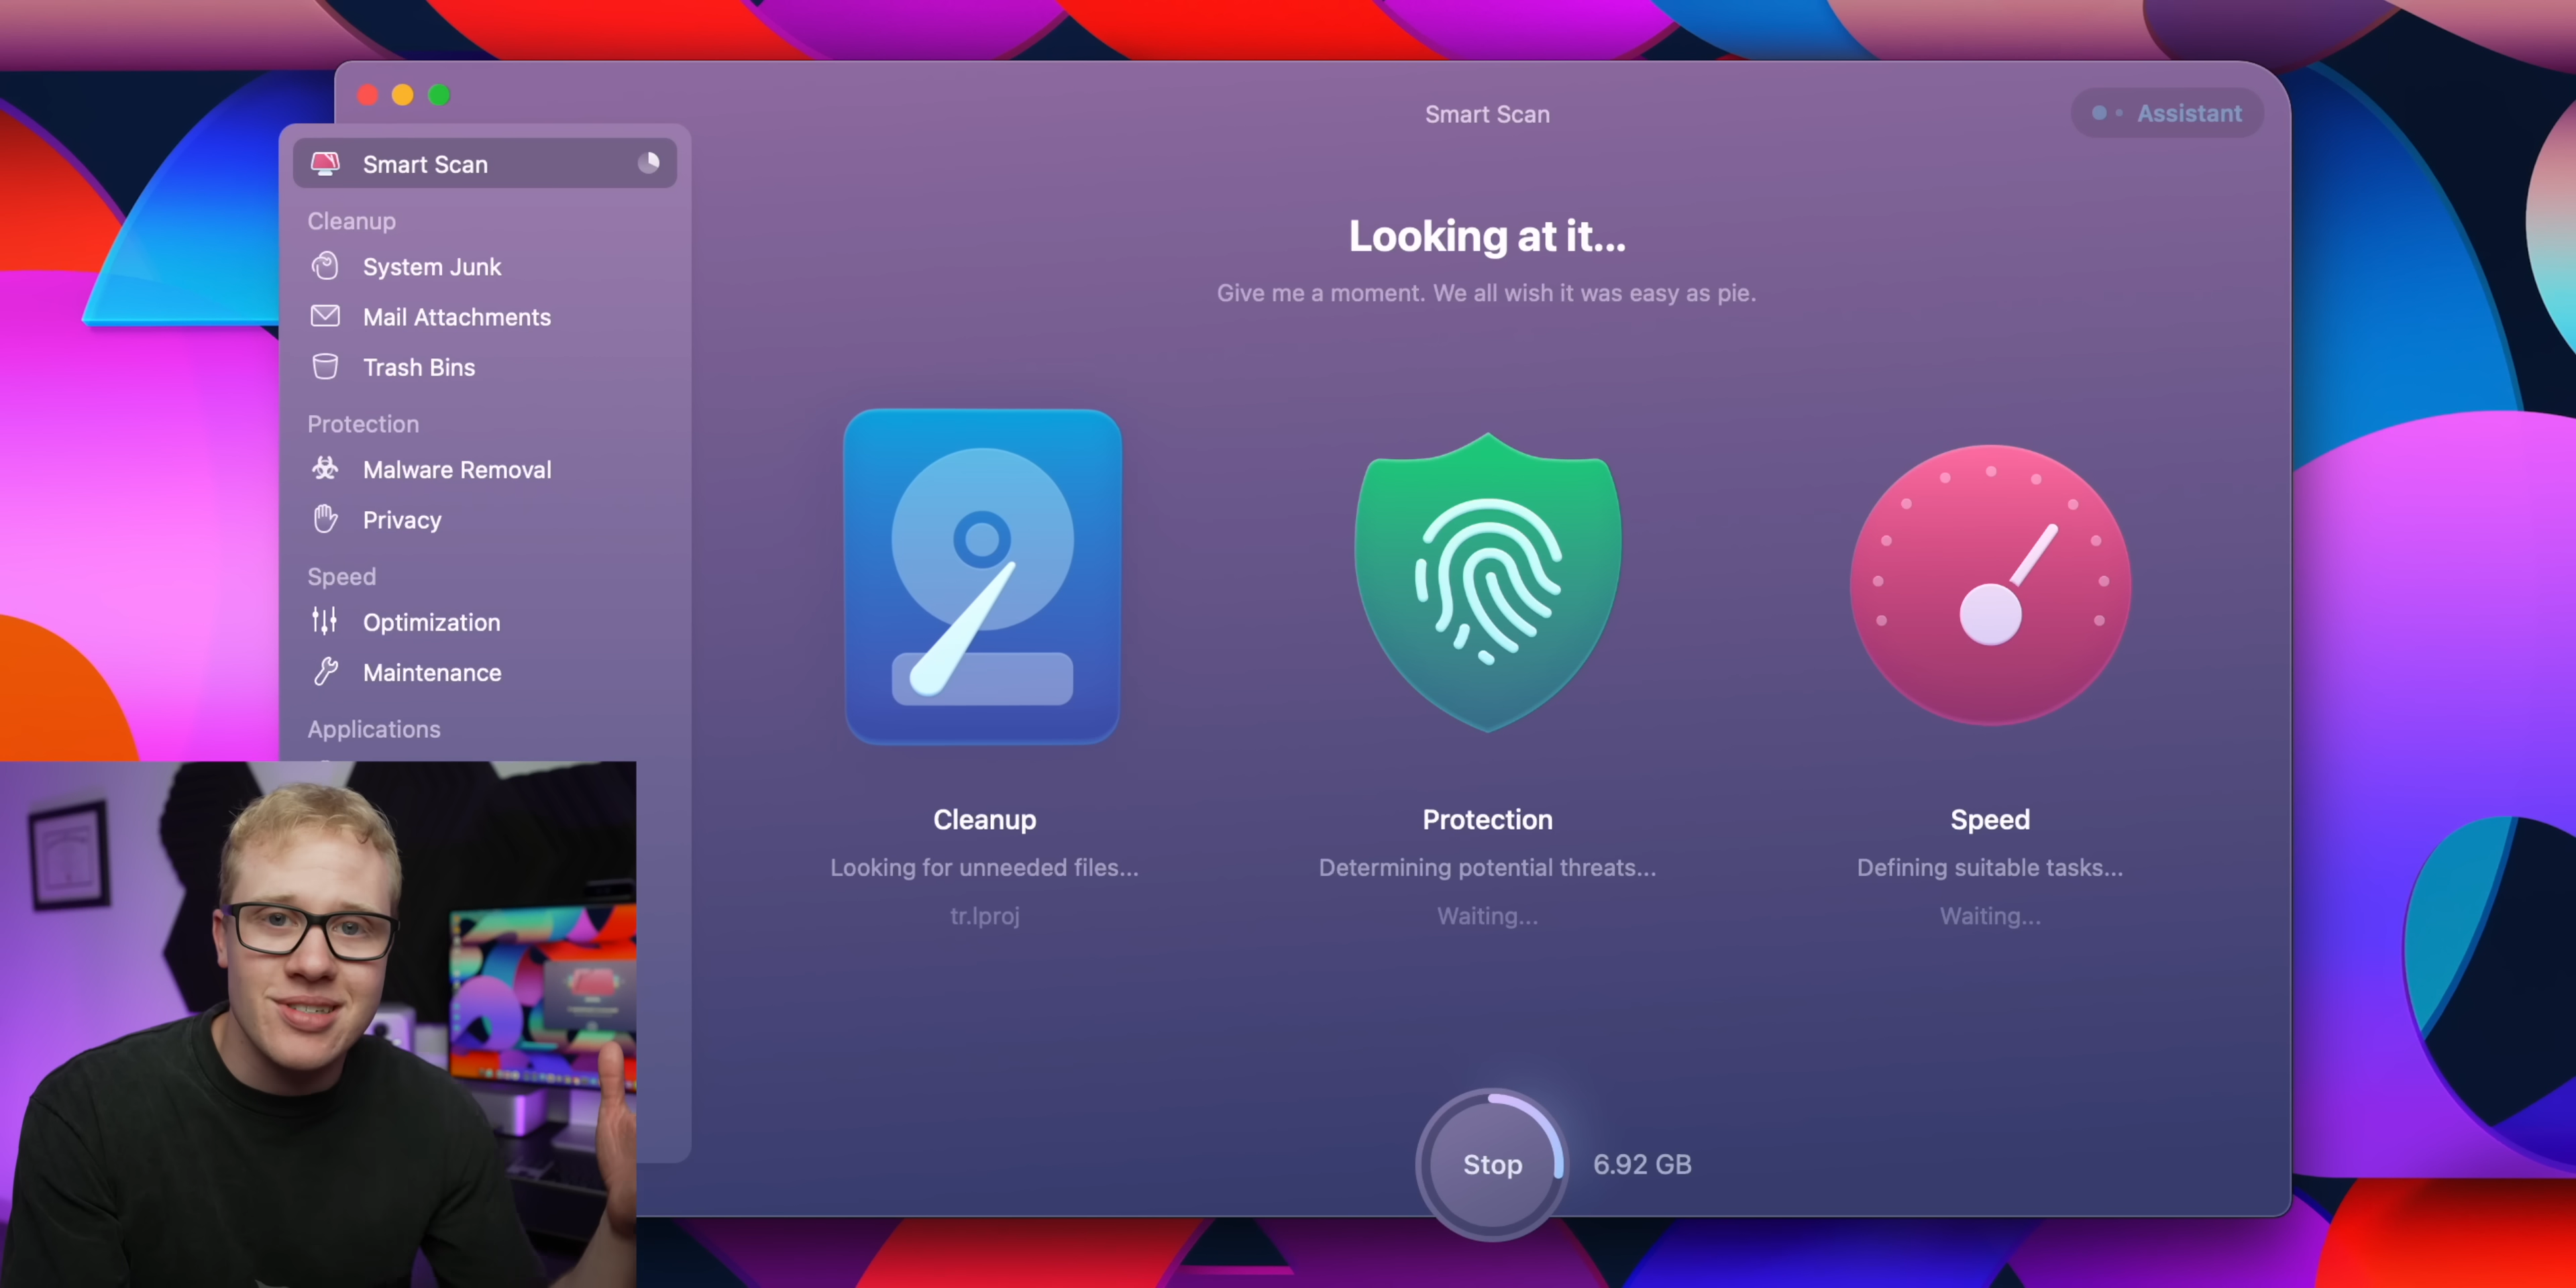 Smart Scan
Assistant
Smart Scan
Cleanup
System Junk
Mail Attachments
Trash Bins
Protection
Malware Removal
Privacy
Speed
Optimization
Maintenance
Applications
Looking at it...
Give me a moment. We all wish it was easy as pie.
Cleanup
Looking for unneeded files...
tr.lproj
Protection
Determining potential threats...
Waiting...
Speed
Defining suitable tasks...
Waiting...
Stop
6.92 GB